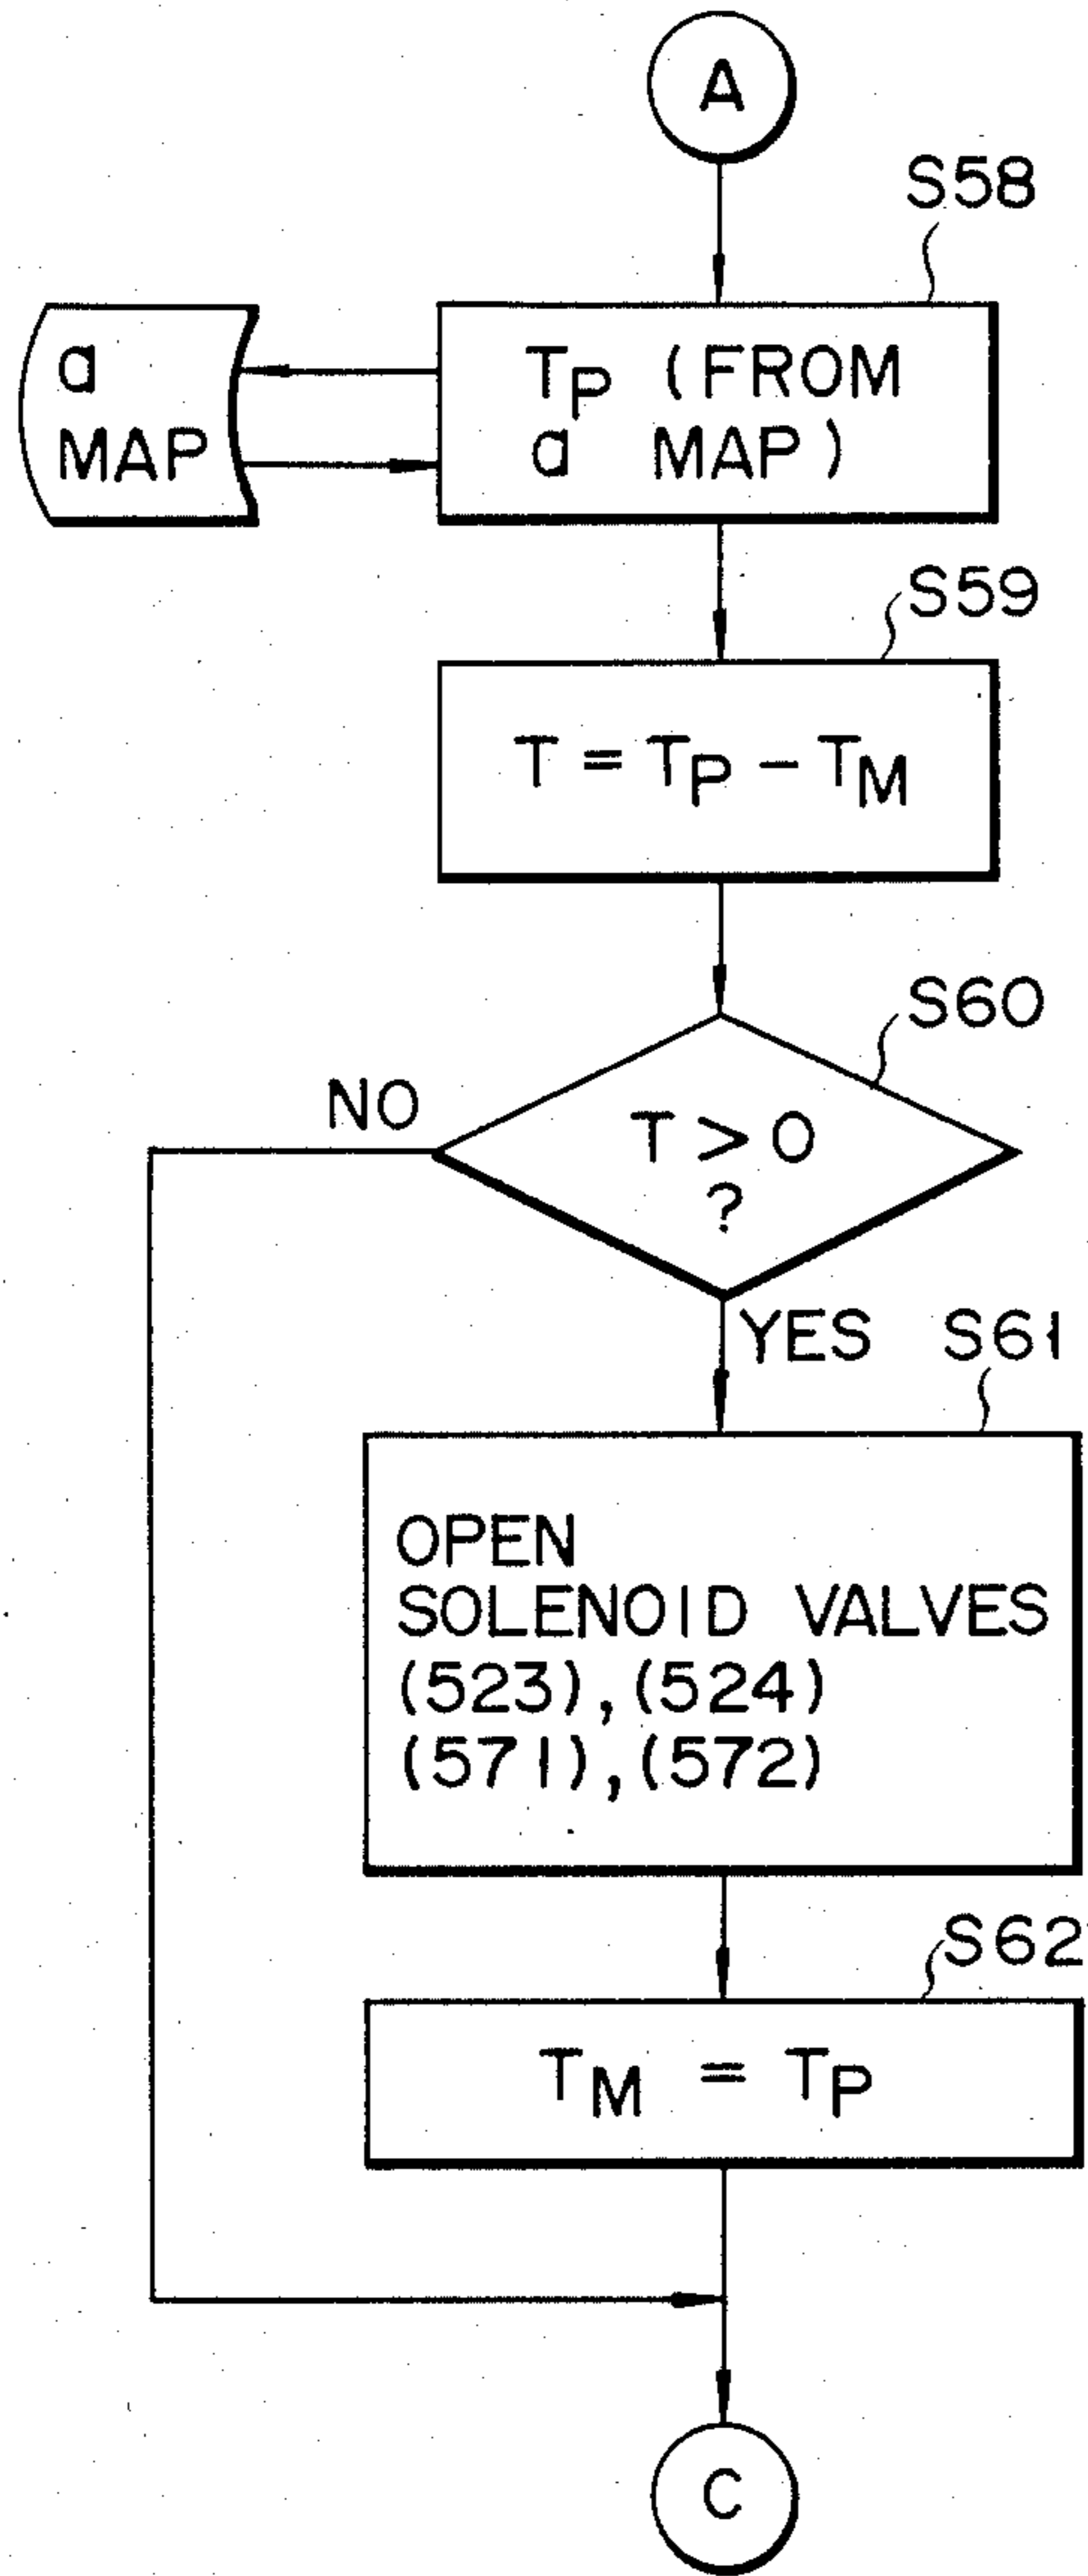 A
S58
a
MAP
TP (FROM
a MAP)
S59
T = TP - TM
S60
NO
T > 0
?
YES
S61
OPEN
SOLENOID VALVES
(523), (524)
(571), (572)
S62
TM = TP
C